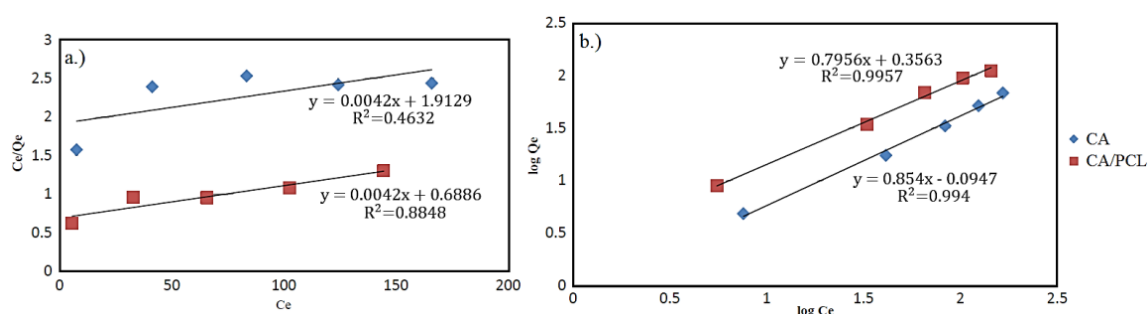 a.)
3
2.5
2
1.5
1
0.5
0
Ce/Qe
y = 0.0042x + 1.9129
R²=0.4632
y = 0.0042x + 0.6886
R²=0.8848
0 50 100 150 200
Ce
b.)
2.5
2
1.5
1
0.5
0
log Qe
y = 0.7956x + 0.3563
R²=0.9957
y = 0.854x - 0.0947
R²=0.994
0 0.5 1 1.5 2 2.5
log Ce
CA
CA/PCL